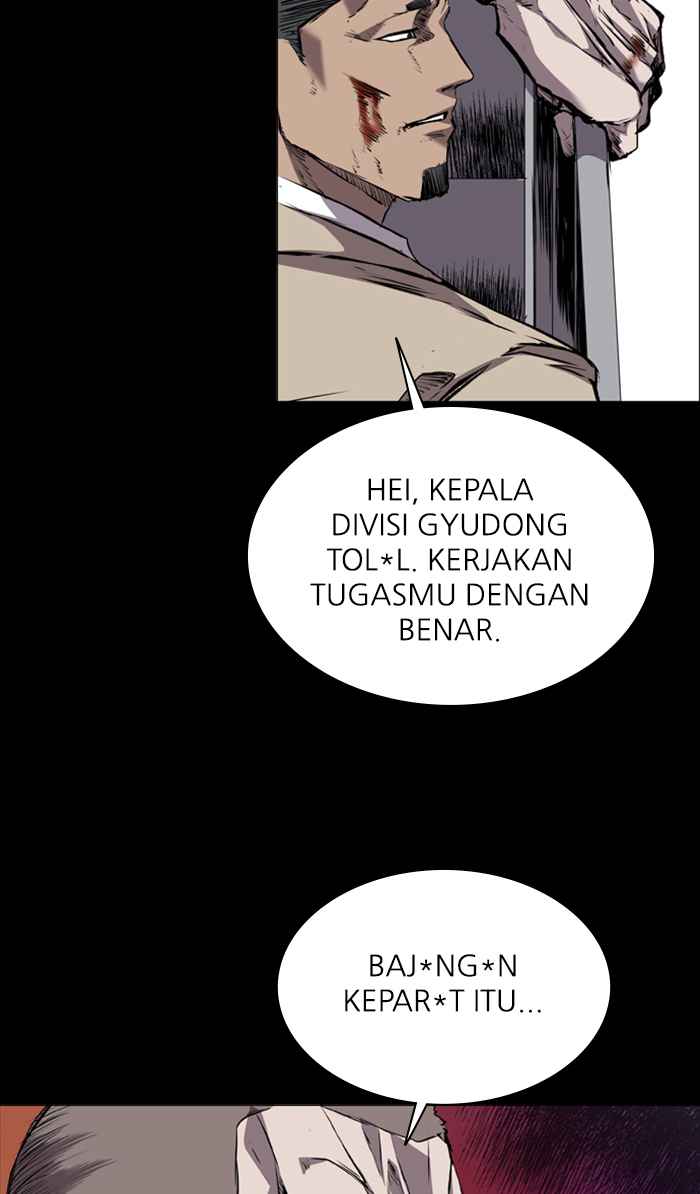 HEI, KEPALA
DIVISI GYUDONG
TOL*L. KERJAKAN
TUGASMU DENGAN
BENAR.
BAJ*NG*N
KEPAR*T ITU...